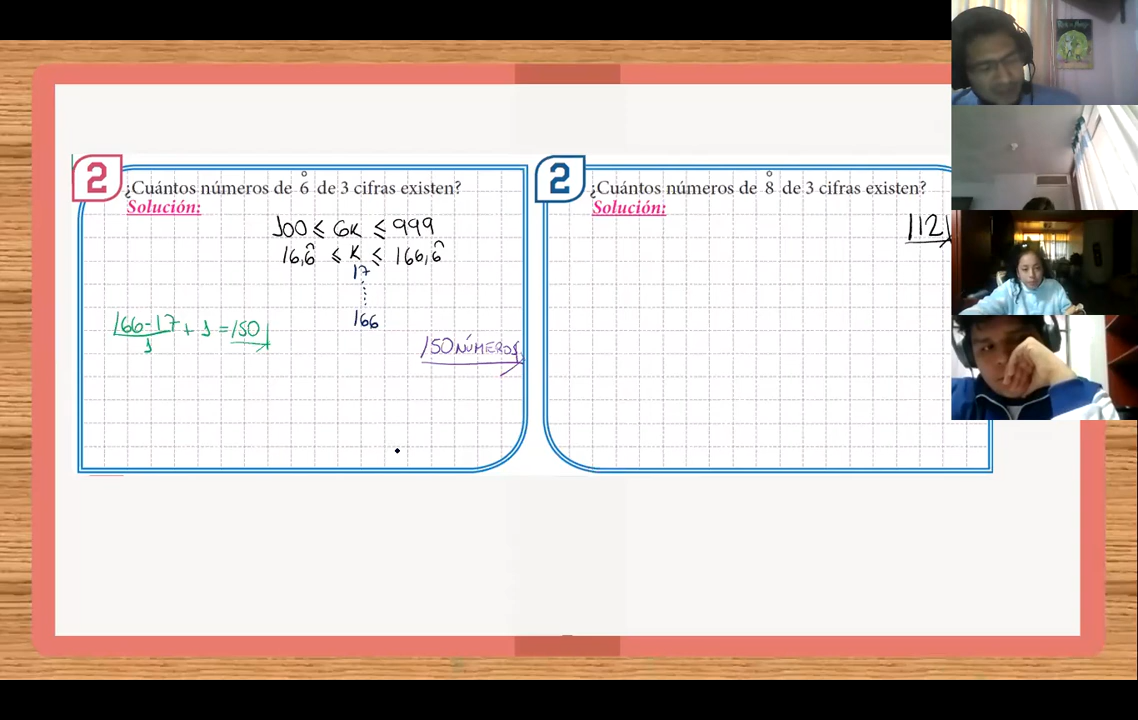 2
¿Cuántos números de 6° de 3 cifras existen?
Solución:
100 ≤ 6k ≤ 999
16,6̂ ≤ k ≤ 166,6̂
17
166
166-17 + 1 = 150
1
150 NÚMEROS
2
¿Cuántos números de 8° de 3 cifras existen?
Solución:
112